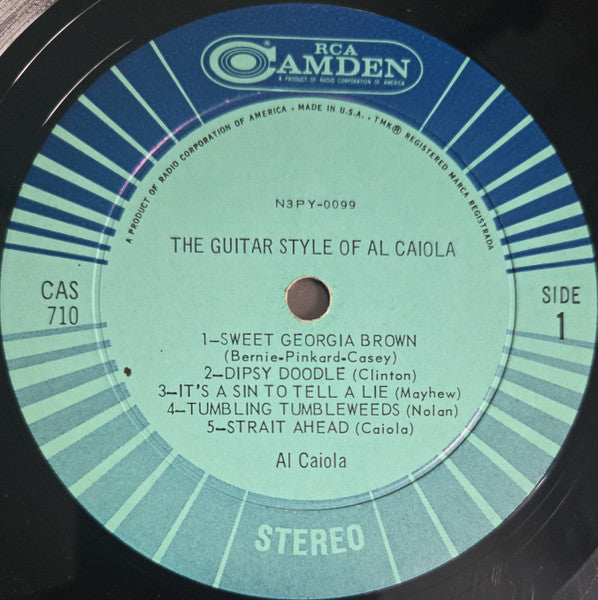 RCA
CAMDEN
A PRODUCT OF RADIO CORPORATION OF AMERICA
A PRODUCT OF RADIO CORPORATION OF AMERICA • MADE IN U.S.A. • TMK® REGISTERED MARCA REGISTRADA
N3PY-0099
THE GUITAR STYLE OF AL CAIOLA
CAS
710
SIDE
1
1—SWEET GEORGIA BROWN
(Bernie-Pinkard-Casey)
2—DIPSY DOODLE (Clinton)
3—IT'S A SIN TO TELL A LIE (Mayhew)
4—TUMBLING TUMBLEWEEDS (Nolan)
5—STRAIT AHEAD (Caiola)
Al Caiola
STEREO